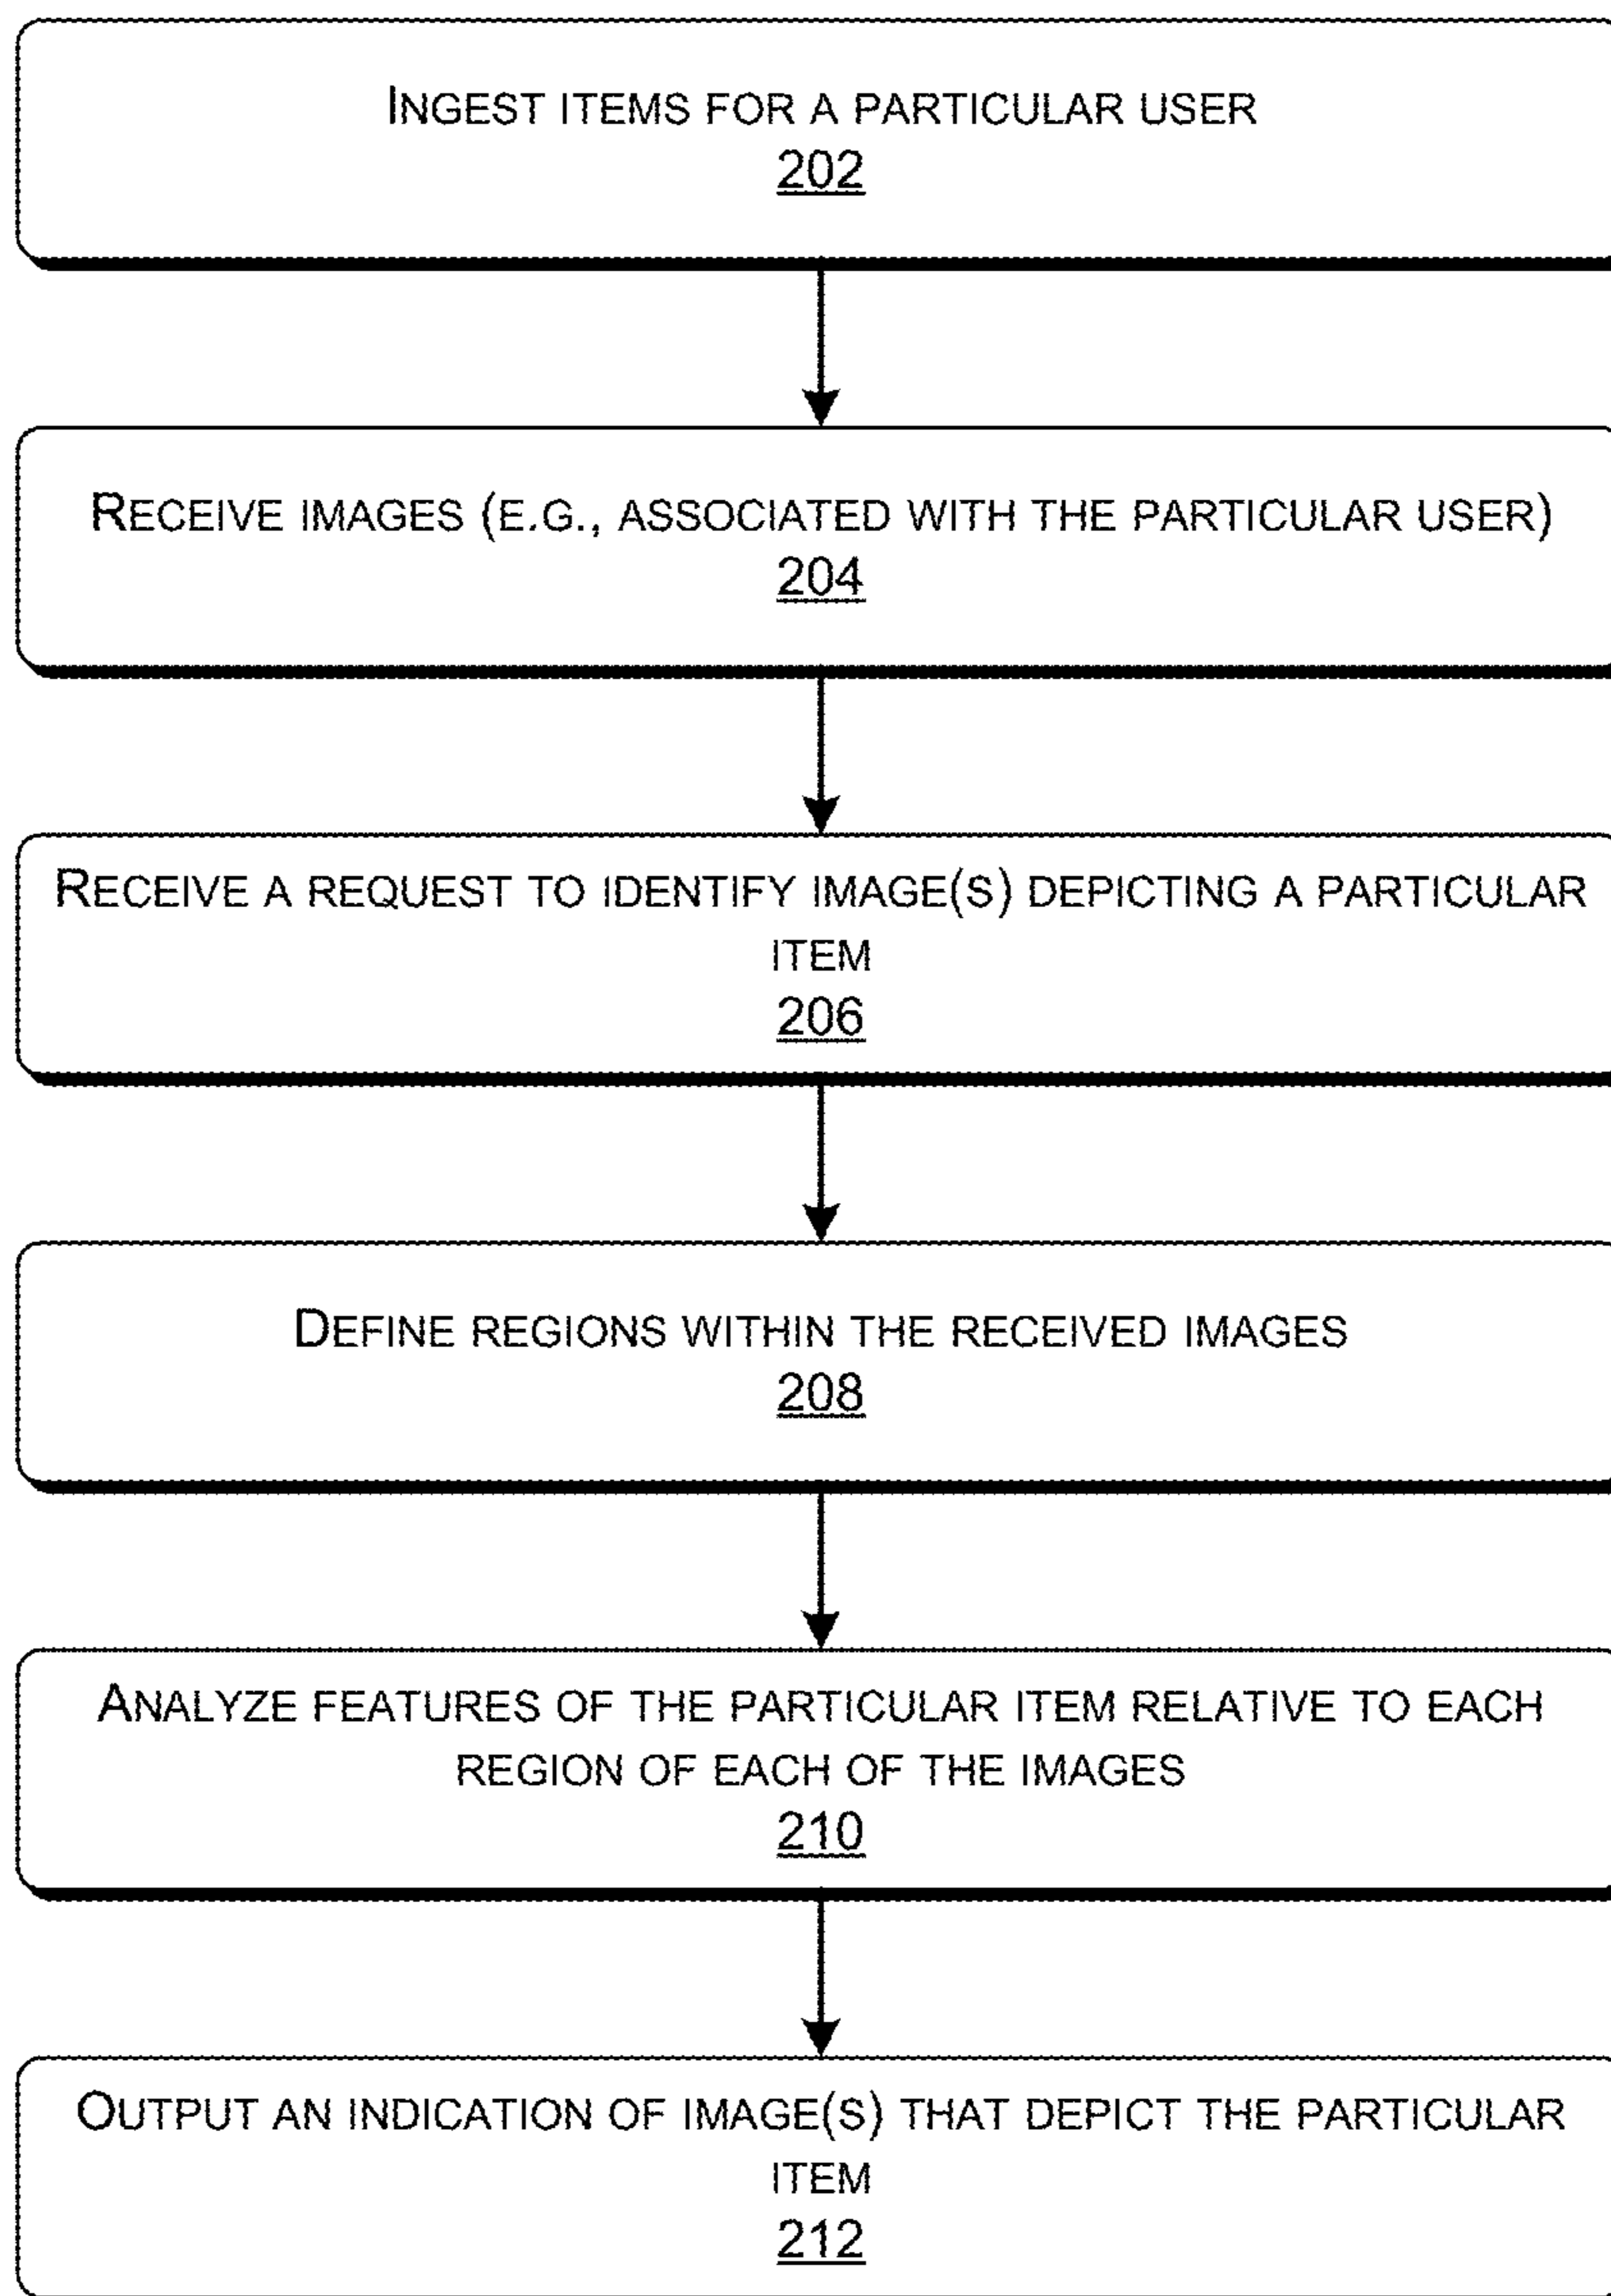 INGEST ITEMS FOR A PARTICULAR USER
202
RECEIVE IMAGES (E.G., ASSOCIATED WITH THE PARTICULAR USER)
204
RECEIVE A REQUEST TO IDENTIFY IMAGE(S) DEPICTING A PARTICULAR
ITEM
206
DEFINE REGIONS WITHIN THE RECEIVED IMAGES
208
ANALYZE FEATURES OF THE PARTICULAR ITEM RELATIVE TO EACH
REGION OF EACH OF THE IMAGES
210
OUTPUT AN INDICATION OF IMAGE(S) THAT DEPICT THE PARTICULAR
ITEM
212